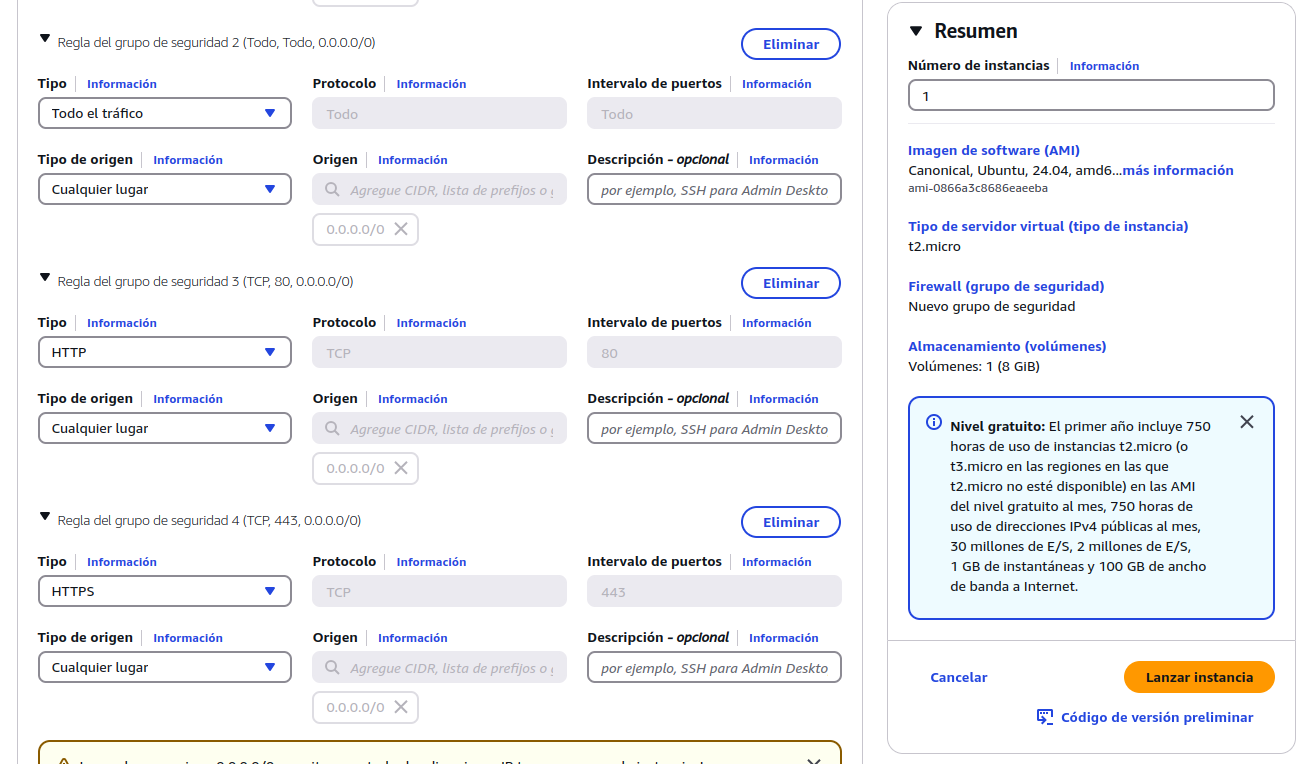 Regla del grupo de seguridad 2 (Todo, Todo, 0.0.0.0/0)
Eliminar
Tipo Información
Protocolo Información
Intervalo de puertos Información
Todo el tráfico
Todo
Todo
Tipo de origen Información
Origen Información
Descripción - opcional Información
Cualquier lugar
Agregue CIDR, lista de prefijos o
por ejemplo, SSH para Admin Deskto
0.0.0.0/0
Regla del grupo de seguridad 3 (TCP, 80, 0.0.0.0/0)
Eliminar
Tipo Información
Protocolo Información
Intervalo de puertos Información
HTTP
TCP
80
Tipo de origen Información
Origen Información
Descripción - opcional Información
Cualquier lugar
Agregue CIDR, lista de prefijos o
por ejemplo, SSH para Admin Deskto
0.0.0.0/0
Regla del grupo de seguridad 4 (TCP, 443, 0.0.0.0/0)
Eliminar
Tipo Información
Protocolo Información
Intervalo de puertos Información
HTTPS
TCP
443
Tipo de origen Información
Origen Información
Descripción - opcional Información
Cualquier lugar
Agregue CIDR, lista de prefijos o
por ejemplo, SSH para Admin Deskto
0.0.0.0/0
Resumen
Número de instancias Información
1
Imagen de software (AMI)
Canonical, Ubuntu, 24.04, amd6...más información
ami-0866a3c8686eaeeba
Tipo de servidor virtual (tipo de instancia)
t2.micro
Firewall (grupo de seguridad)
Nuevo grupo de seguridad
Almacenamiento (volúmenes)
Volúmenes: 1 (8 GiB)
Nivel gratuito: El primer año incluye 750
horas de uso de instancias t2.micro (o
t3.micro en las regiones en las que
t2.micro no esté disponible) en las AMI
del nivel gratuito al mes, 750 horas de
uso de direcciones IPv4 públicas al mes,
30 millones de E/S, 2 millones de E/S,
1 GB de instantáneas y 100 GB de ancho
de banda a Internet.
Cancelar
Lanzar instancia
Código de versión preliminar